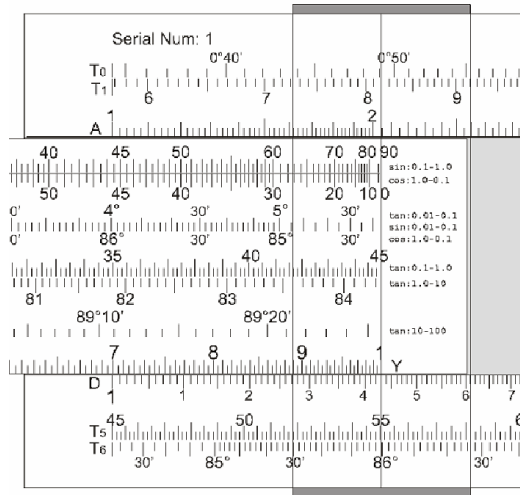 Serial Num: 1
0°40' 0°50'
T0
T1
6 7 8 9
1 2
A
40 45 50 60 70 80 90
sin:0.1-1.0
cos:1.0-0.1
50 45 40 30 20 10 0
0' 4° 30' 5° 30' tan:0.01-0.1
sin:0.01-0.1
0' 86° 30' 85° 30' cos:1.0-0.1
35 40 45 tan:0.1-1.0
tan:1.0-10
81 82 83 84
89°10' 89°20' tan:10-100
7 8 9 1 Y
D
1 1 2 3 4 5 6 7
45 50 55 6
T5
T6
30' 85° 30' 86° 30'